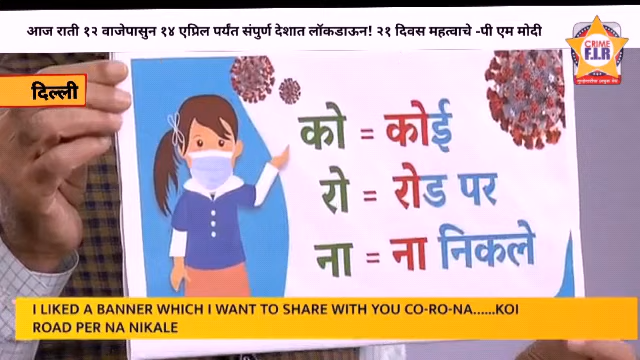 आज राती १२ वाजेपासुन १४ एप्रिल पर्यंत संपुर्ण देशात लॉकडाऊन! २१ दिवस महत्वाचे -पी एम मोदी
CRIME
F.I.R
दिल्ली
को = कोई
रो = रोड पर
ना = ना निकले
I LIKED A BANNER WHICH I WANT TO SHARE WITH YOU CO-RO-NA......KOI
ROAD PER NA NIKALE